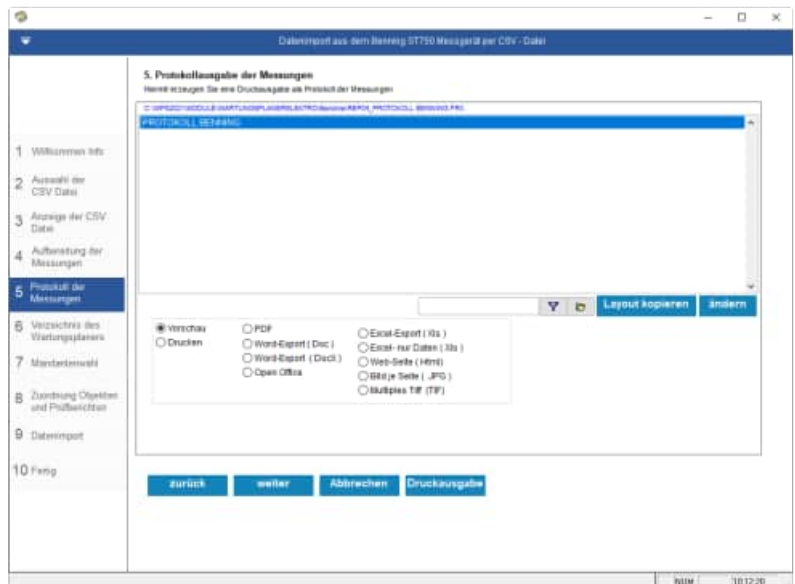 Datenimport aus dem Benning ST750 Messgerät per CSV - Datei
5. Protokollausgabe der Messungen
Hiermit erzeugen Sie eine Druckausgabe als Protokoll der Messungen
PROTOKOLL BENNING
1 Willkommen Info
2 Auswahl der
CSV Datei
3 Anzeige der CSV
Datei
4 Aufbereitung der
Messungen
5 Protokoll der
Messungen
6 Verzeichnis des
Wartungsplaners
7 Mandantenwahl
8 Zuordnung Objekten
und Prüfberichten
9 Datenimport
10 Fertig
Layout kopieren
ändern
Vorschau
Drucken
PDF
Word-Export ( Doc )
Word-Export ( DocX )
Open Office
Excel-Export ( Xls )
Excel- nur Daten ( Xls )
Web-Seite ( Html)
Bild je Seite ( JPG )
Multiples Tiff (TIF)
zurück
weiter
Abbrechen
Druckausgabe
NUM
10:12:20